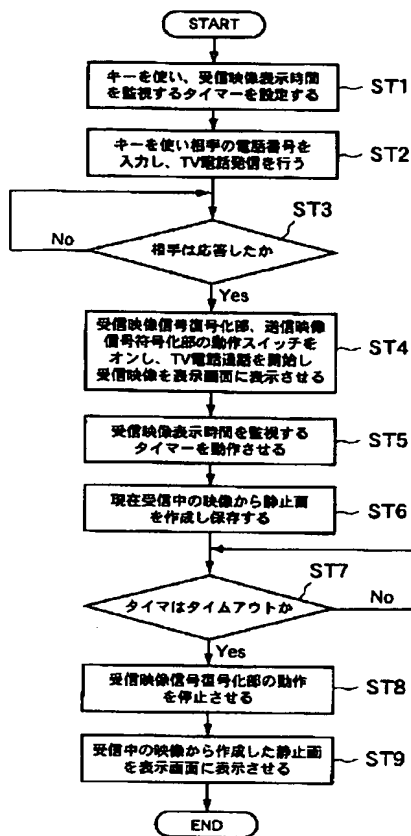 START
キーを使い、受信映像表示時間
を監視するタイマーを設定する
ST1
キーを使い相手の電話番号を
入力し、TV電話発信を行う
ST2
ST3
No
相手は応答したか
Yes
受信映像信号復号化部、送信映像
信号符号化部の動作スイッチを
オンし、TV電話通話を開始し
受信映像を表示画面に表示させる
ST4
受信映像表示時間を監視する
タイマーを動作させる
ST5
現在受信中の映像から静止画
を作成し保存する
ST6
ST7
タイマはタイムアウトか
No
Yes
受信映像信号復号化部の動作
を停止させる
ST8
受信中の映像から作成した静止画
を表示画面に表示させる
ST9
END